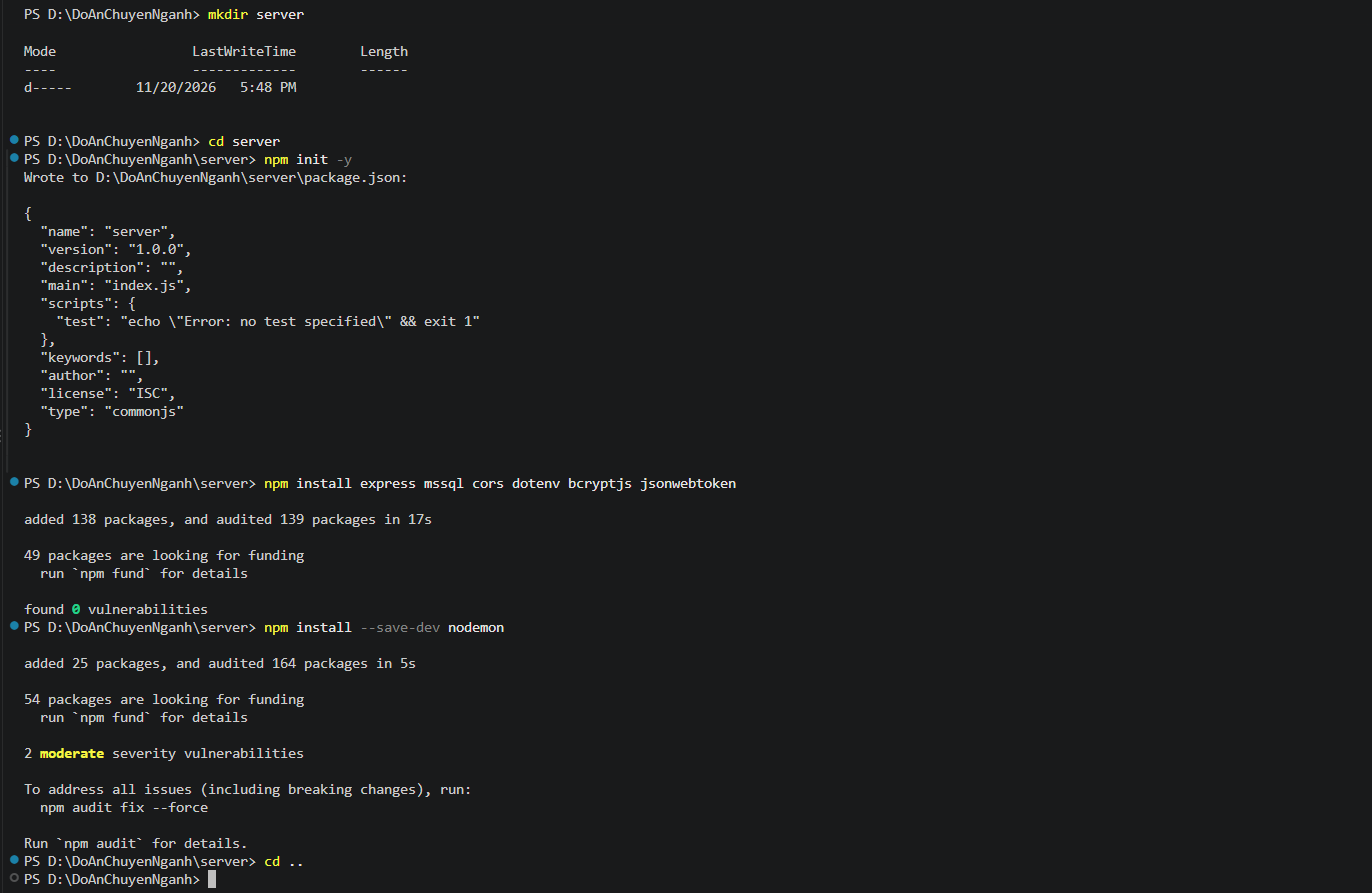 PS D:\DoAnChuyenNganh> mkdir server
Mode                 LastWriteTime        Length
----                 -------------        ------
d-----        11/20/2026   5:48 PM
PS D:\DoAnChuyenNganh> cd server
PS D:\DoAnChuyenNganh\server> npm init -y
Wrote to D:\DoAnChuyenNganh\server\package.json:
{
  "name": "server",
  "version": "1.0.0",
  "description": "",
  "main": "index.js",
  "scripts": {
    "test": "echo \"Error: no test specified\" && exit 1"
  },
  "keywords": [],
  "author": "",
  "license": "ISC",
  "type": "commonjs"
}
PS D:\DoAnChuyenNganh\server> npm install express mssql cors dotenv bcryptjs jsonwebtoken
added 138 packages, and audited 139 packages in 17s
49 packages are looking for funding
  run `npm fund` for details
found 0 vulnerabilities
PS D:\DoAnChuyenNganh\server> npm install --save-dev nodemon
added 25 packages, and audited 164 packages in 5s
54 packages are looking for funding
  run `npm fund` for details
2 moderate severity vulnerabilities
To address all issues (including breaking changes), run:
  npm audit fix --force
Run `npm audit` for details.
PS D:\DoAnChuyenNganh\server> cd ..
PS D:\DoAnChuyenNganh>